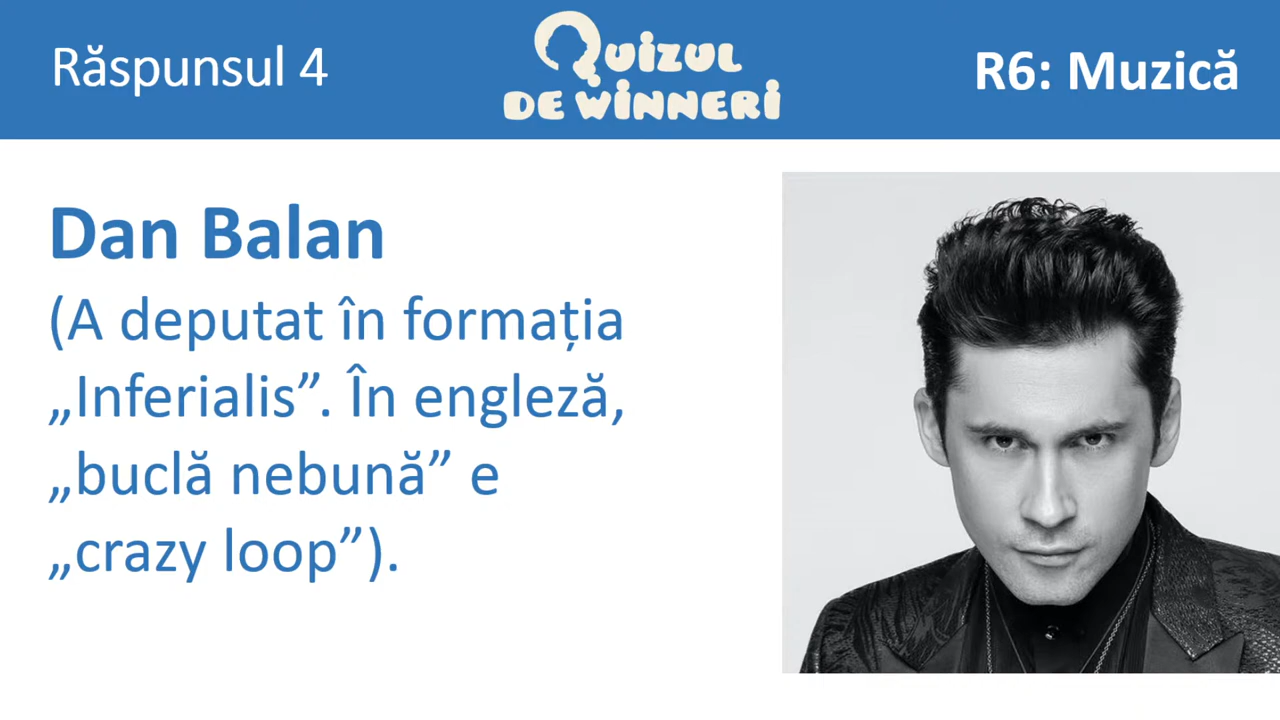 Răspunsul 4
QUIZUL
DE WINNERI
R6: Muzică
Dan Balan
(A deputat în formația
„Inferialis”. În engleză,
„buclă nebună” e
„crazy loop”).